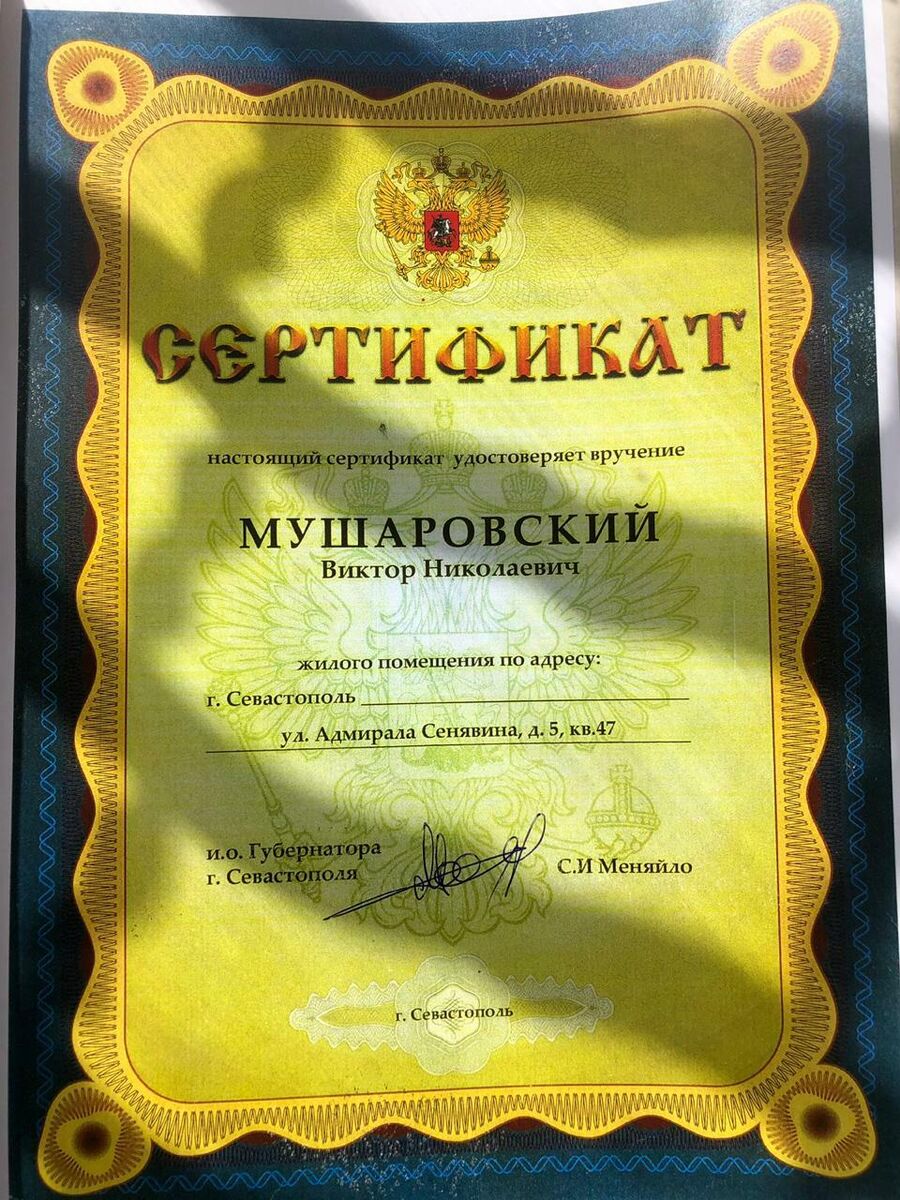 СЕРТИФИКАТ
настоящий сертификат удостоверяет вручение
МУШАРОВСКИЙ
Виктор Николаевич
жилого помещения по адресу:
г. Севастополь
ул. Адмирала Сенявина, д. 5, кв.47
и.о. Губернатора
г. Севастополя
С.И Меняйло
г. Севастополь